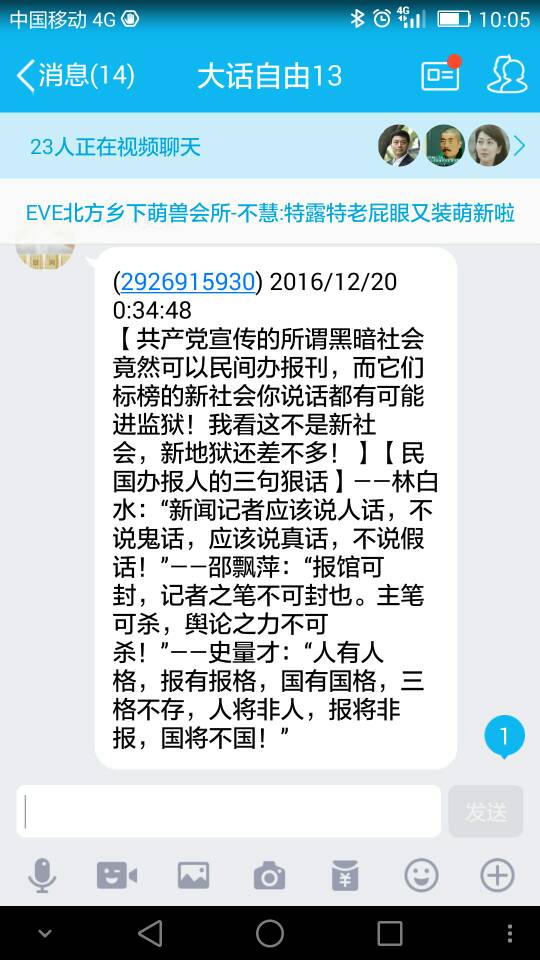 中国移动 4G 4G 10:05
消息(14) 大话自由13
23人正在视频聊天
EVE北方乡下萌兽会所-不慧:特露特老屁眼又装萌新啦
(2926915930) 2016/12/20
0:34:48
【共产党宣传的所谓黑暗社会
竟然可以民间办报刊，而它们
标榜的新社会你说话都有可能
进监狱！我看这不是新社
会，新地狱还差不多！】【民
国办报人的三句狠话】——林白
水：“新闻记者应该说人话，不
说鬼话，应该说真话，不说假
话！”——邵飘萍：“报馆可
封，记者之笔不可封也。主笔
可杀，舆论之力不可
杀！”——史量才：“人有人
格，报有报格，国有国格，三
格不存，人将非人，报将非
报，国将不国！”
1
发送